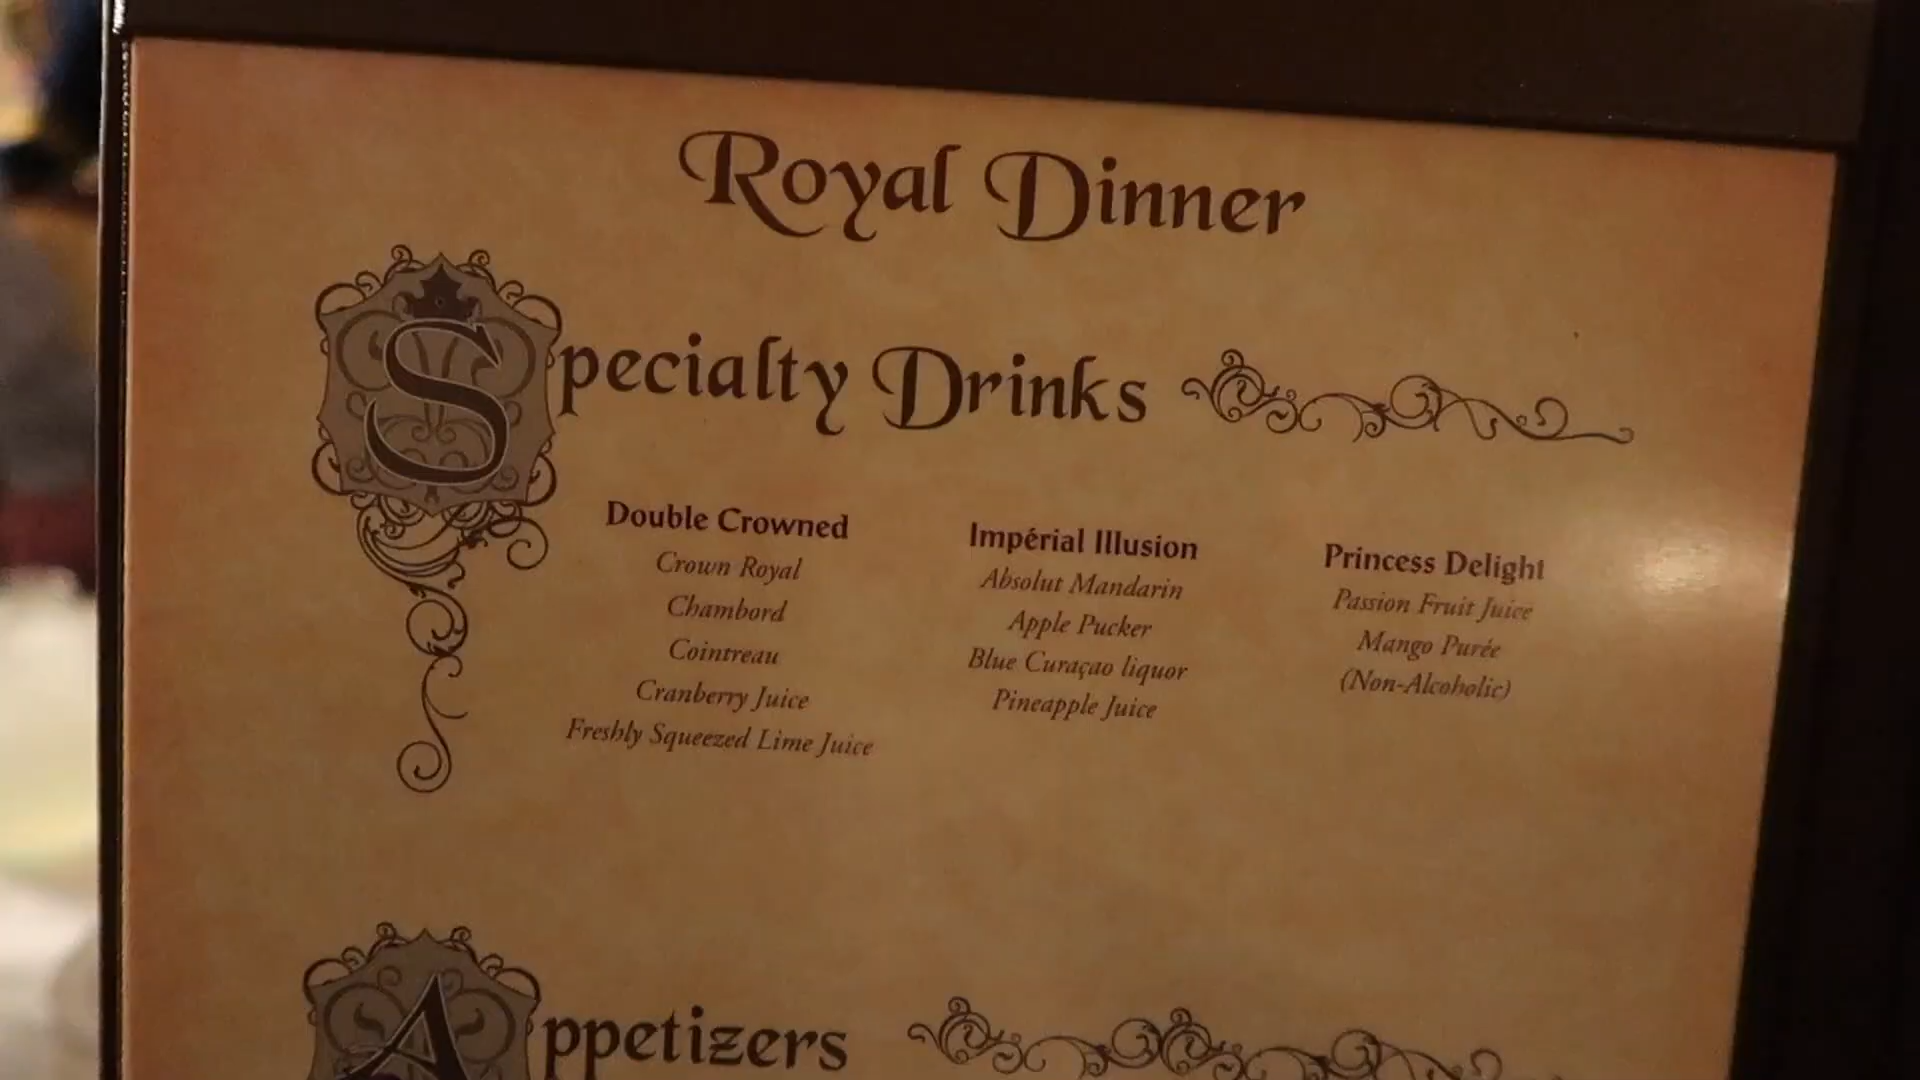 Royal Dinner
Specialty Drinks
Double Crowned
Crown Royal
Chambord
Cointreau
Cranberry Juice
Freshly Squeezed Lime Juice
Impérial Illusion
Absolut Mandarin
Apple Pucker
Blue Curaçao liquor
Pineapple Juice
Princess Delight
Passion Fruit Juice
Mango Purée
(Non-Alcoholic)
Appetizers